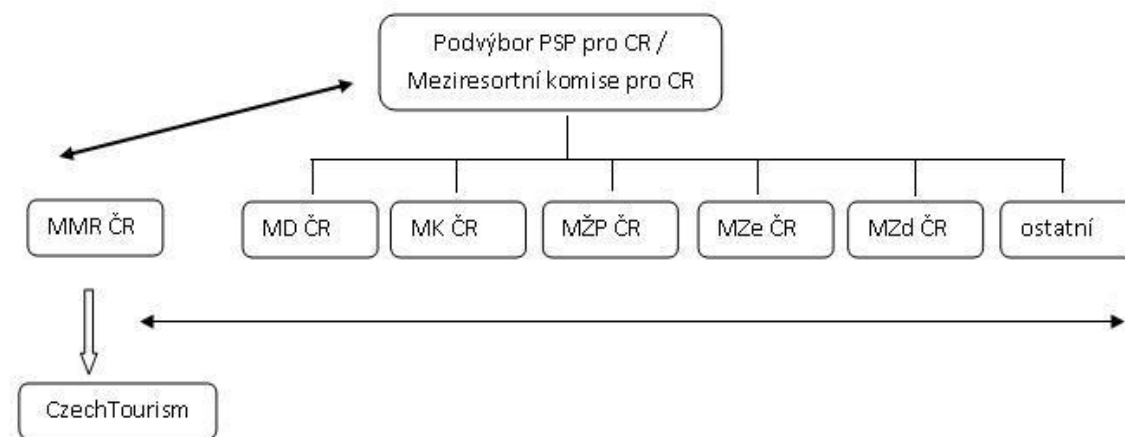 Podvýbor PSP pro CR /
Meziresortní komise pro CR
MMR ČR
MD ČR
MK ČR
MŽP ČR
MZe ČR
MZd ČR
ostatní
CzechTourism